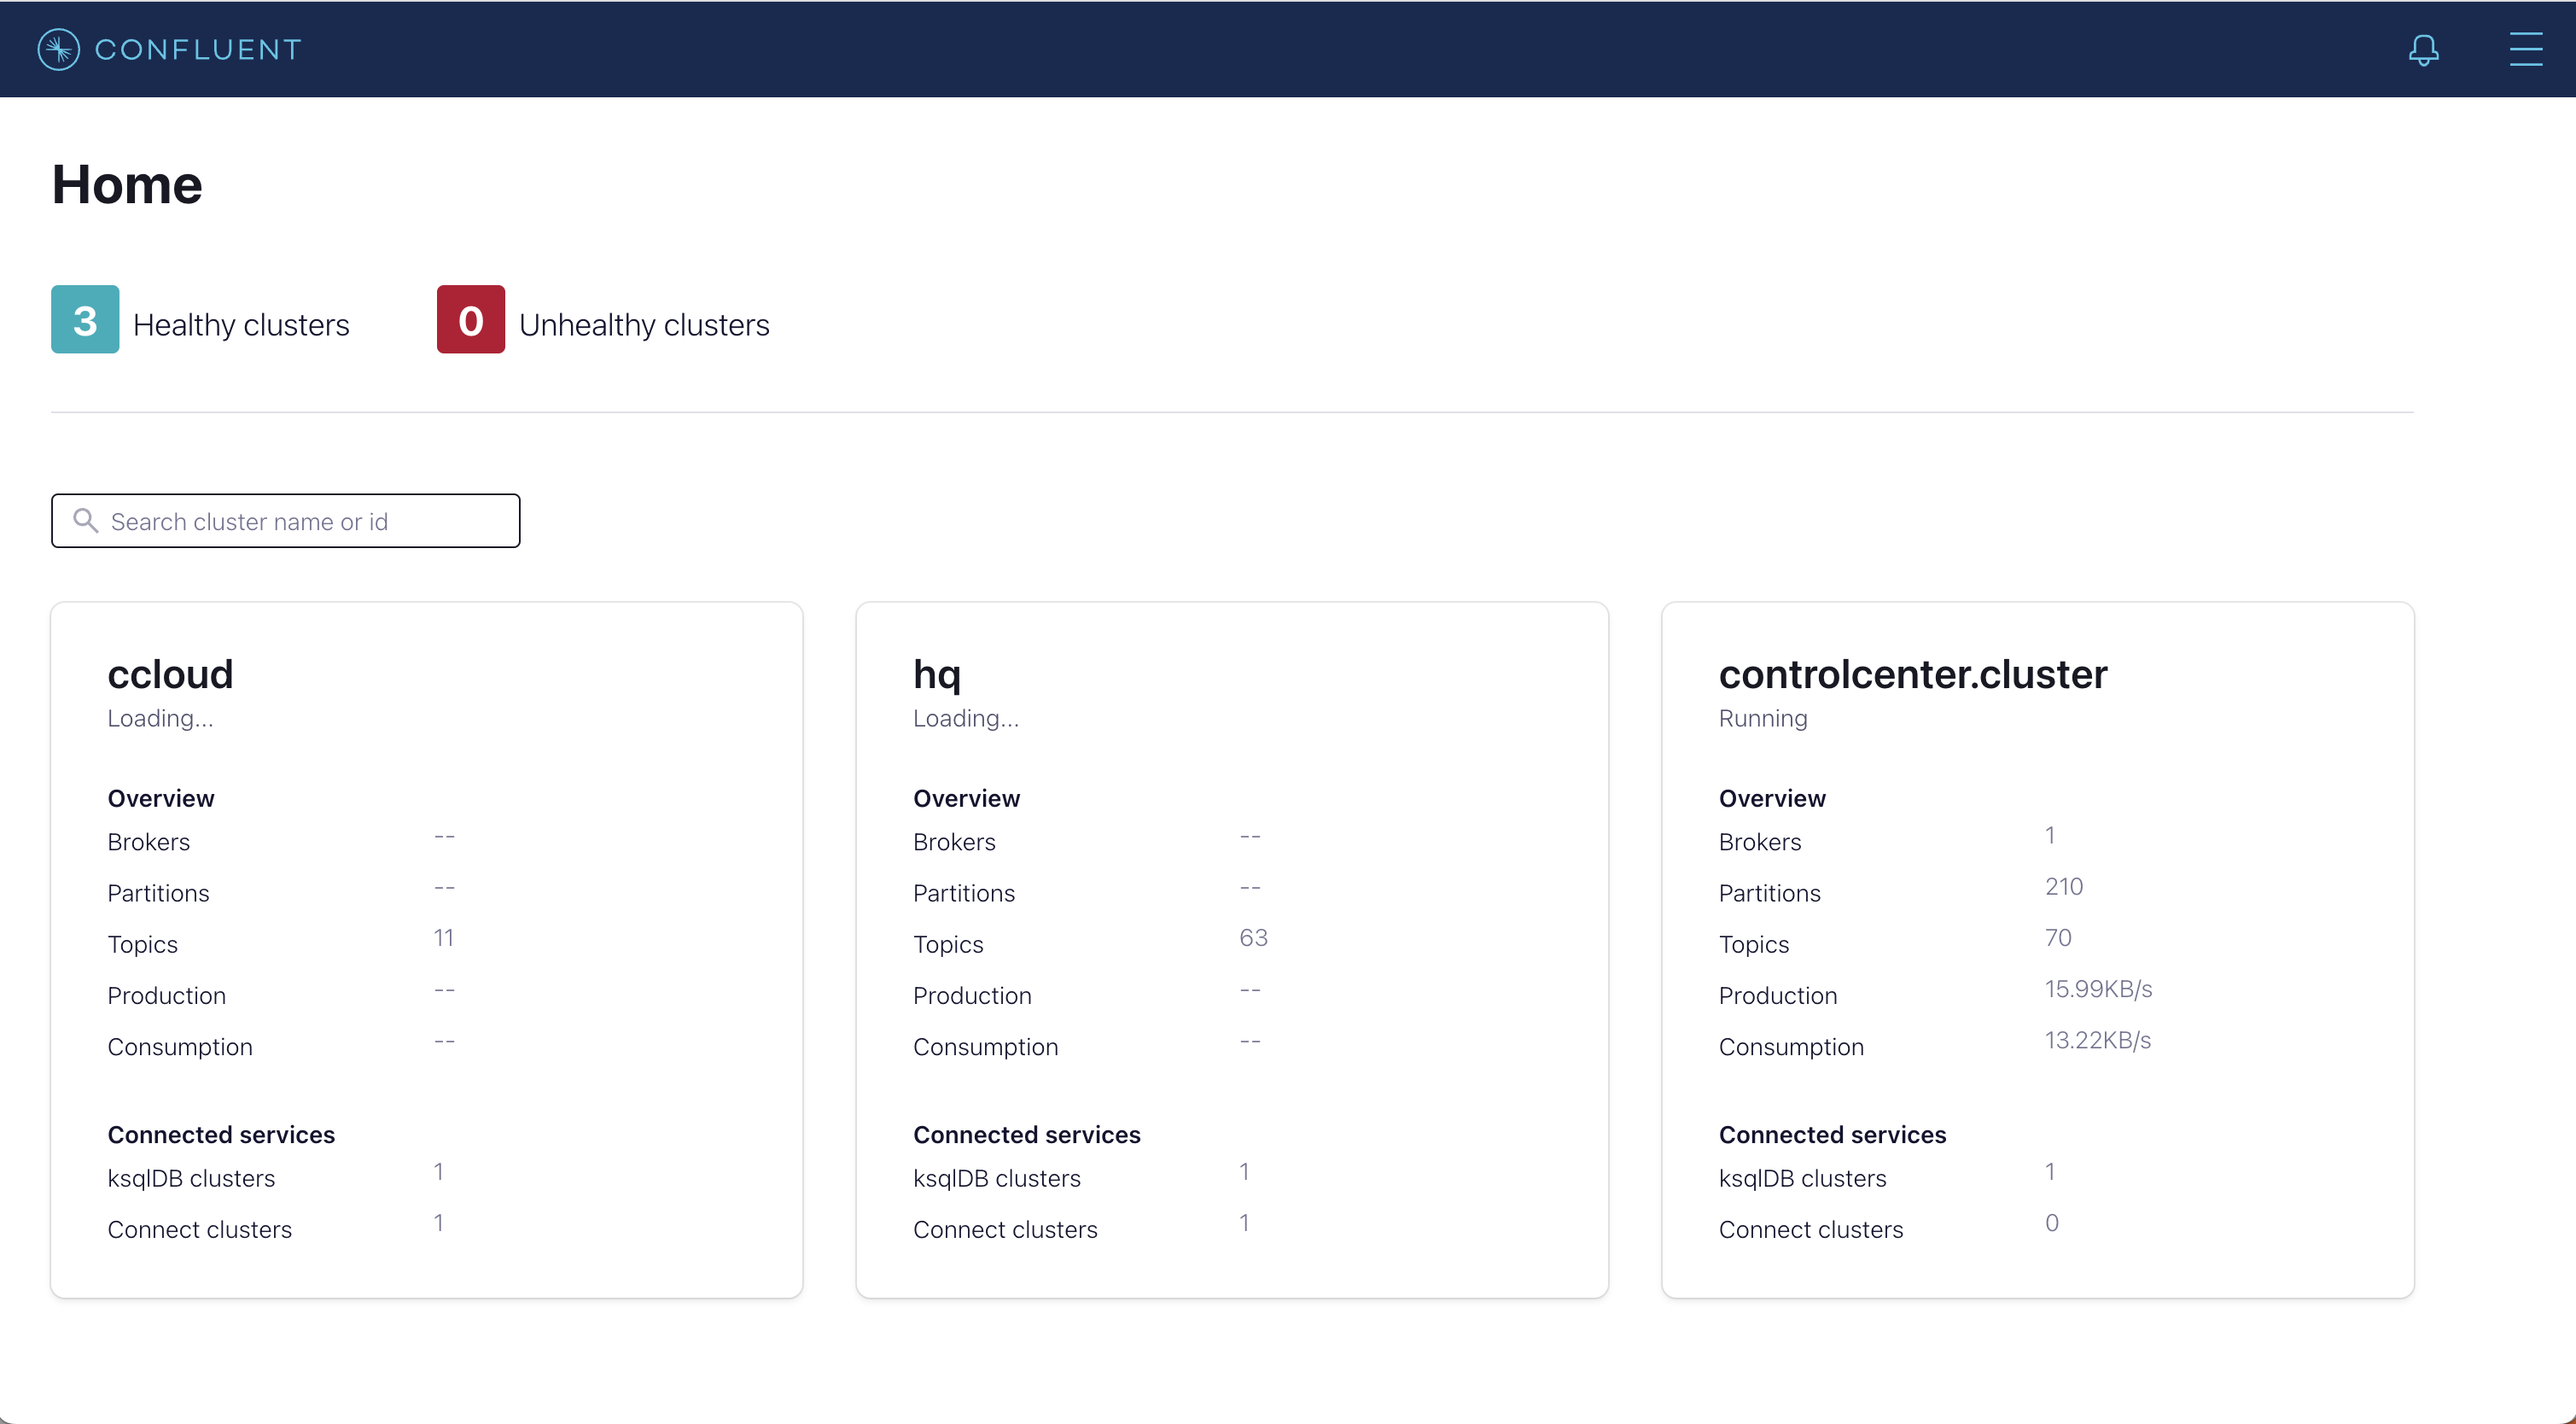 CONFLUENT
Home
3 Healthy clusters
0 Unhealthy clusters
Search cluster name or id
ccloud
Loading...
Overview
Brokers --
Partitions --
Topics 11
Production --
Consumption --
Connected services
ksqlDB clusters 1
Connect clusters 1
hq
Loading...
Overview
Brokers --
Partitions --
Topics 63
Production --
Consumption --
Connected services
ksqlDB clusters 1
Connect clusters 1
controlcenter.cluster
Running
Overview
Brokers 1
Partitions 210
Topics 70
Production 15.99KB/s
Consumption 13.22KB/s
Connected services
ksqlDB clusters 1
Connect clusters 0